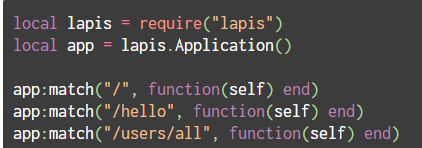 local lapis = require("lapis")
local app = lapis.Application()
app:match("/", function(self) end)
app:match("/hello", function(self) end)
app:match("/users/all", function(self) end)